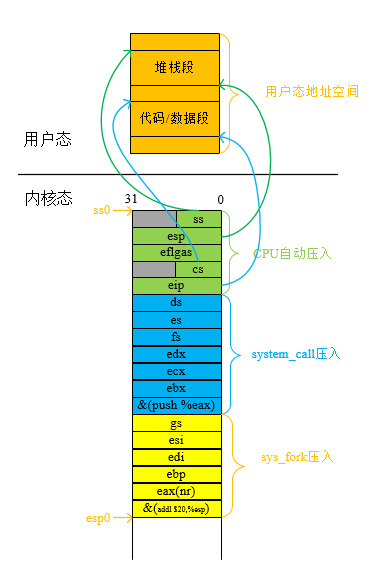 堆栈段
用户态地址空间
代码/数据段
用户态
内核态
31 0
ss0
ss
esp
eflgas
CPU自动压入
cs
eip
ds
es
fs
edx
system_call压入
ecx
ebx
&(push %eax)
gs
esi
edi
sys_fork压入
ebp
eax(nr)
&(addl $20,%esp)
esp0